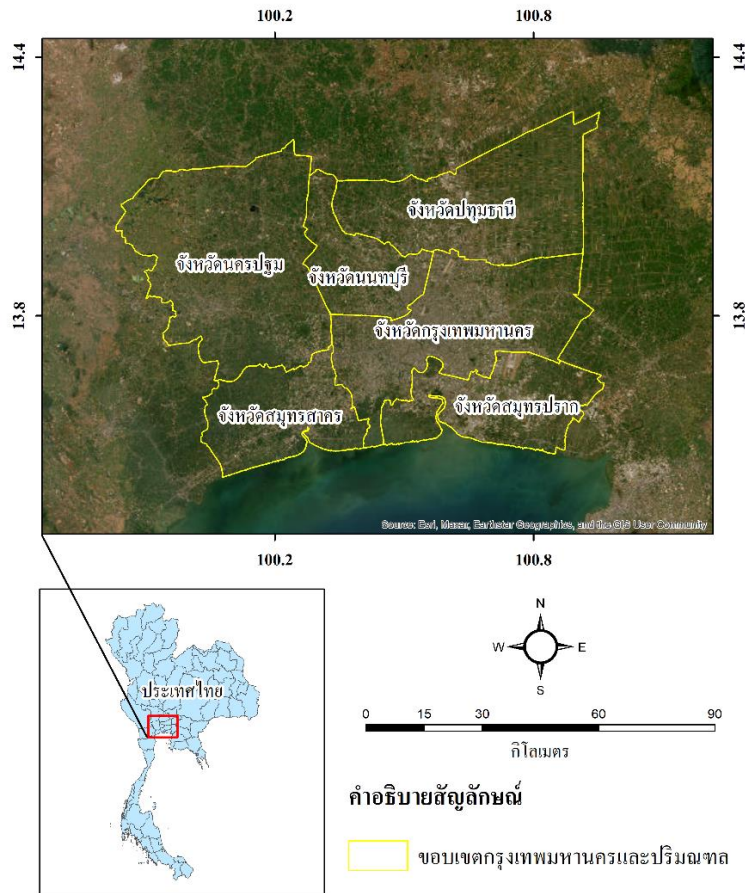 100.2 100.8
14.4 14.4
จังหวัดปทุมธานี
จังหวัดนครปฐม
จังหวัดนนทบุรี
13.8 13.8
จังหวัดกรุงเทพมหานคร
จังหวัดสมุทรปราก
จังหวัดสมุทรสาคร
Source: Esri, Maxar, Earthstar Geographics, and the GIS User Community
100.2 100.8
N
W E
S
ประเทศไทย
0 15 30 60 90
กิโลเมตร
คำอธิบายสัญลักษณ์
ขอบเขตกรุงเทพมหานครและปริมณฑล